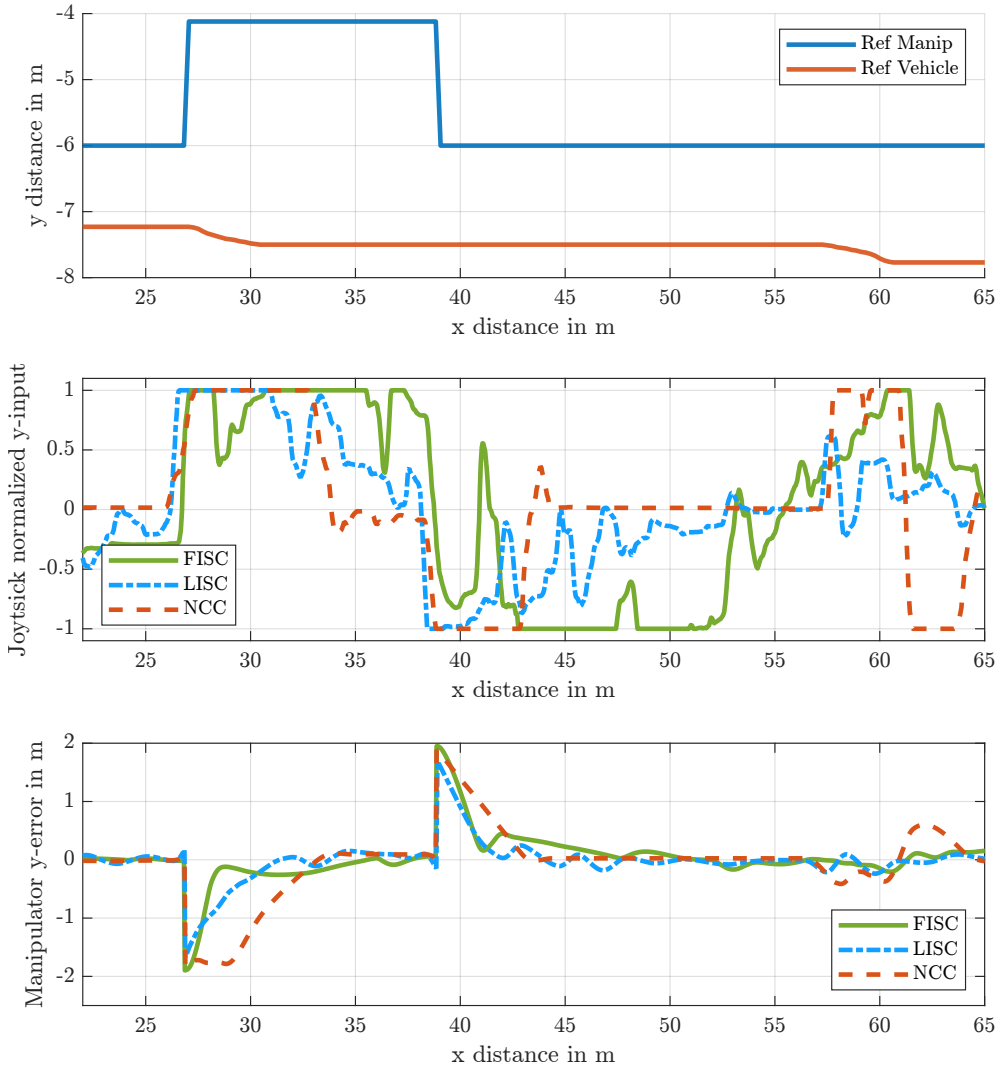 -4
-5
-6
-7
-8
y distance in m
Ref Manip
Ref Vehicle
25 30 35 40 45 50 55 60 65
x distance in m
1
0.5
0
-0.5
-1
Joytsick normalized y-input
FISC
LISC
NCC
25 30 35 40 45 50 55 60 65
x distance in m
2
1
0
-1
-2
Manipulator y-error in m
FISC
LISC
NCC
25 30 35 40 45 50 55 60 65
x distance in m